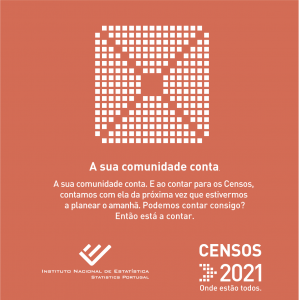 A sua comunidade conta
A sua comunidade conta. E ao contar para os Censos,
contamos com ela da próxima vez que estivermos
a planear o amanhã. Podemos contar consigo?
Então está a contar.
INSTITUTO NACIONAL DE ESTATÍSTICA
STATISTICS PORTUGAL
CENSOS
2021
Onde estão todos.